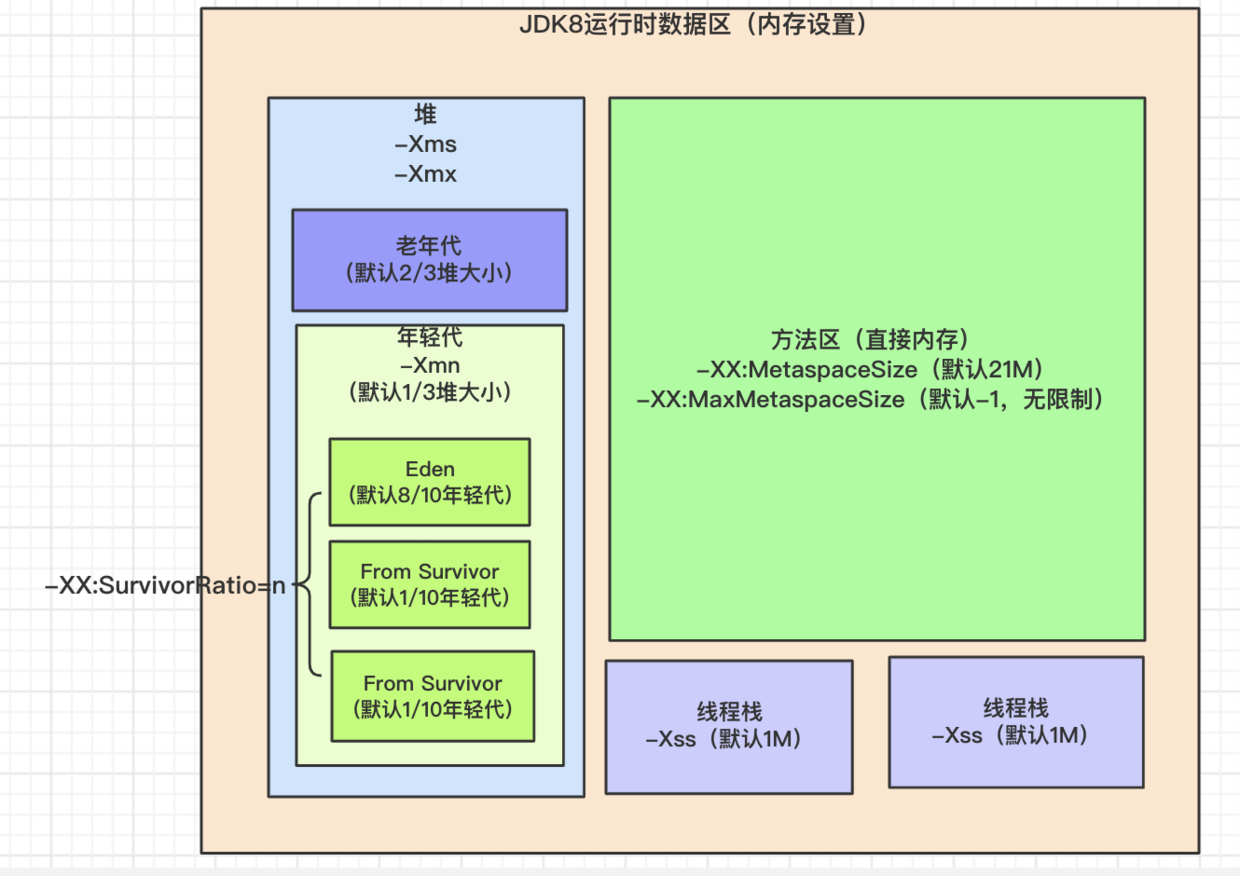 JDK8运行时数据区（内存设置）
堆
-Xms
-Xmx
老年代
（默认2/3堆大小）
年轻代
-Xmn
（默认1/3堆大小）
Eden
（默认8/10年轻代）
From Survivor
（默认1/10年轻代）
From Survivor
（默认1/10年轻代）
-XX:SurvivorRatio=n
方法区（直接内存）
-XX:MetaspaceSize（默认21M）
-XX:MaxMetaspaceSize（默认-1，无限制）
线程栈
-Xss（默认1M）
线程栈
-Xss（默认1M）